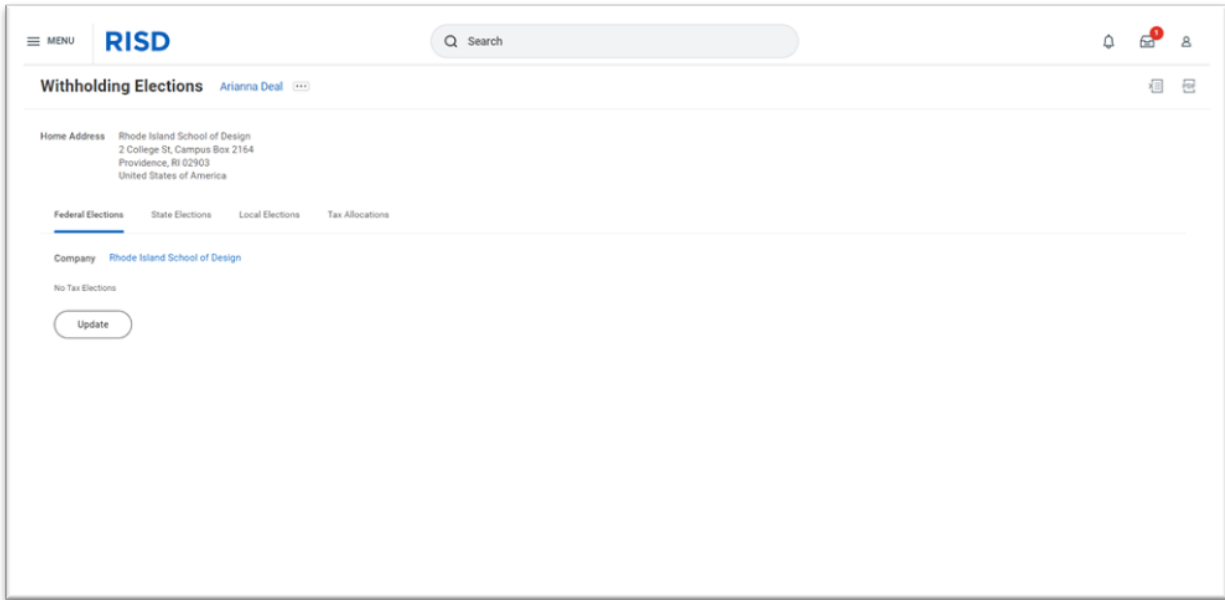 MENU
RISD
Search
1
Withholding Elections Arianna Deal
Home Address Rhode Island School of Design
2 College St, Campus Box 2164
Providence, RI 02903
United States of America
Federal Elections State Elections Local Elections Tax Allocations
Company Rhode Island School of Design
No Tax Elections
Update